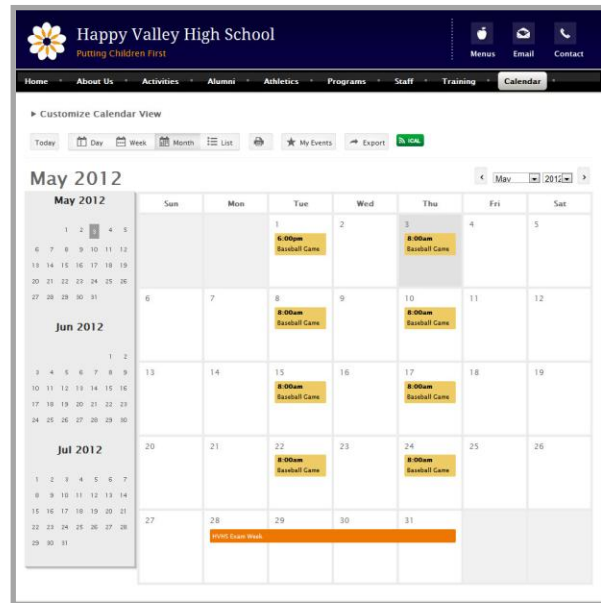 Happy Valley High School
Putting Children First
Menus Email Contact
Home About Us Activities Alumni Athletics Programs Staff Training Calendar
Customize Calendar View
Today Day Week Month List My Events Export ICAL
May 2012
May 2012
May 2012
Sun Mon Tue Wed Thu Fri Sat
1 2 3 4 5
6 7 8 9 10 11 12
13 14 15 16 17 18 19
20 21 22 23 24 25 26
27 28 29 30 31
Jun 2012
1 2
3 4 5 6 7 8 9
10 11 12 13 14 15 16
17 18 19 20 21 22 23
24 25 26 27 28 29 30
Jul 2012
1 2 3 4 5 6 7
8 9 10 11 12 13 14
15 16 17 18 19 20 21
22 23 24 25 26 27 28
29 30 31
1 2 3 4 5
6:00pm 8:00am
Baseball Game Baseball Game
6 7 8 9 10 11 12
8:00am 8:00am
Baseball Game Baseball Game
13 14 15 16 17 18 19
8:00am 8:00am
Baseball Game Baseball Game
20 21 22 23 24 25 26
8:00am 8:00am
Baseball Game Baseball Game
27 28 29 30 31
HVHS Exam Week